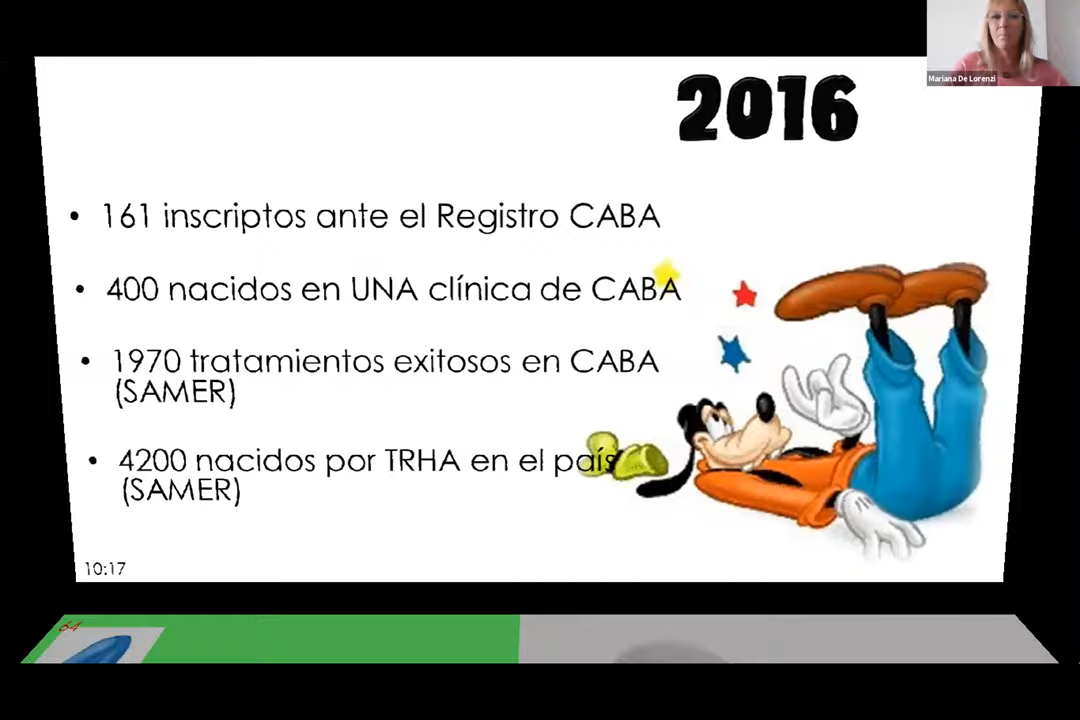 Mariana De Lorenzi
2016
• 161 inscriptos ante el Registro CABA
• 400 nacidos en UNA clínica de CABA
• 1970 tratamientos exitosos en CABA
(SAMER)
• 4200 nacidos por TRHA en el país
(SAMER)
10:17
64